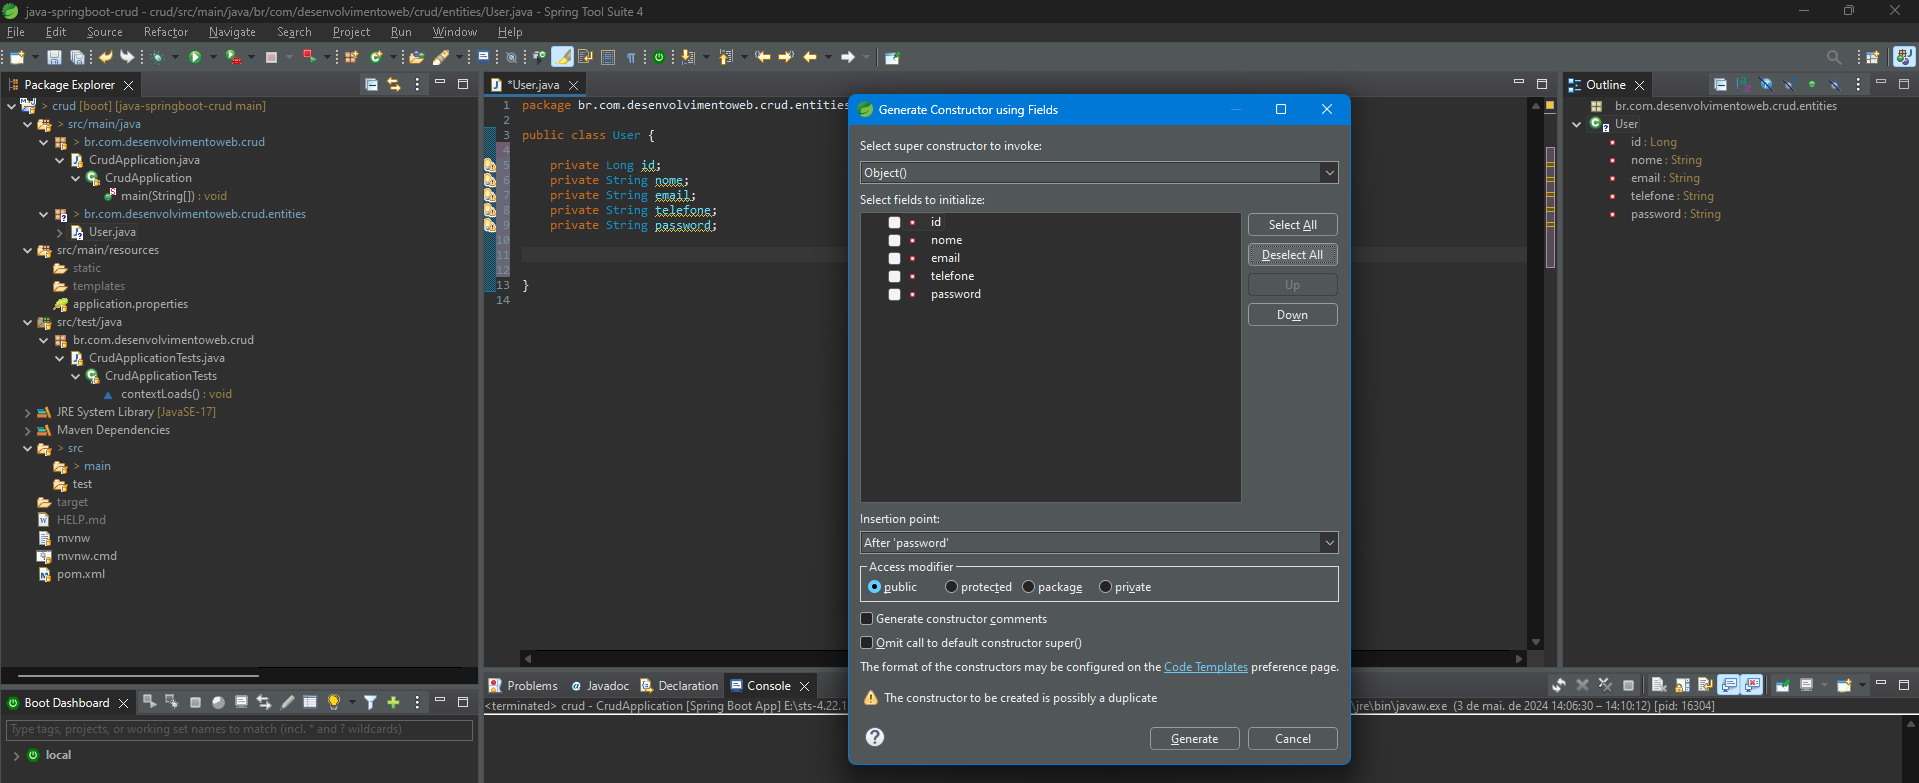 java-springboot-crud - crud/src/main/java/br/com/desenvolvimentoweb/crud/entities/User.java - Spring Tool Suite 4
File Edit Source Refactor Navigate Search Project Run Window Help
Package Explorer
> crud [boot] [java-springboot-crud main]
> src/main/java
> br.com.desenvolvimentoweb.crud
CrudApplication.java
CrudApplication
main(String[]) : void
> br.com.desenvolvimentoweb.crud.entities
User.java
src/main/resources
static
templates
application.properties
src/test/java
br.com.desenvolvimentoweb.crud
CrudApplicationTests.java
CrudApplicationTests
contextLoads() : void
JRE System Library [JavaSE-17]
Maven Dependencies
> src
> main
test
target
HELP.md
mvnw
mvnw.cmd
pom.xml
Boot Dashboard
Type tags, projects, or working set names to match (incl. * and ? wildcards)
local
*User.java
1 package br.com.desenvolvimentoweb.crud.entities
2
3 public class User {
4
5 private Long id;
6 private String nome;
7 private String email;
8 private String telefone;
9 private String password;
10
11
12
13 }
14
Generate Constructor using Fields
Select super constructor to invoke:
Object()
Select fields to initialize:
id
nome
email
telefone
password
Select All
Deselect All
Up
Down
Insertion point:
After 'password'
Access modifier
public protected package private
Generate constructor comments
Omit call to default constructor super()
The format of the constructors may be configured on the Code Templates preference page.
The constructor to be created is possibly a duplicate
Generate Cancel
Problems @ Javadoc Declaration Console
<terminated> crud - CrudApplication [Spring Boot App] E:\sts-4.22.1 \jre\bin\javaw.exe (3 de mai. de 2024 14:06:30 – 14:10:12) [pid: 16304]
Outline
br.com.desenvolvimentoweb.crud.entities
User
id : Long
nome : String
email : String
telefone : String
password : String